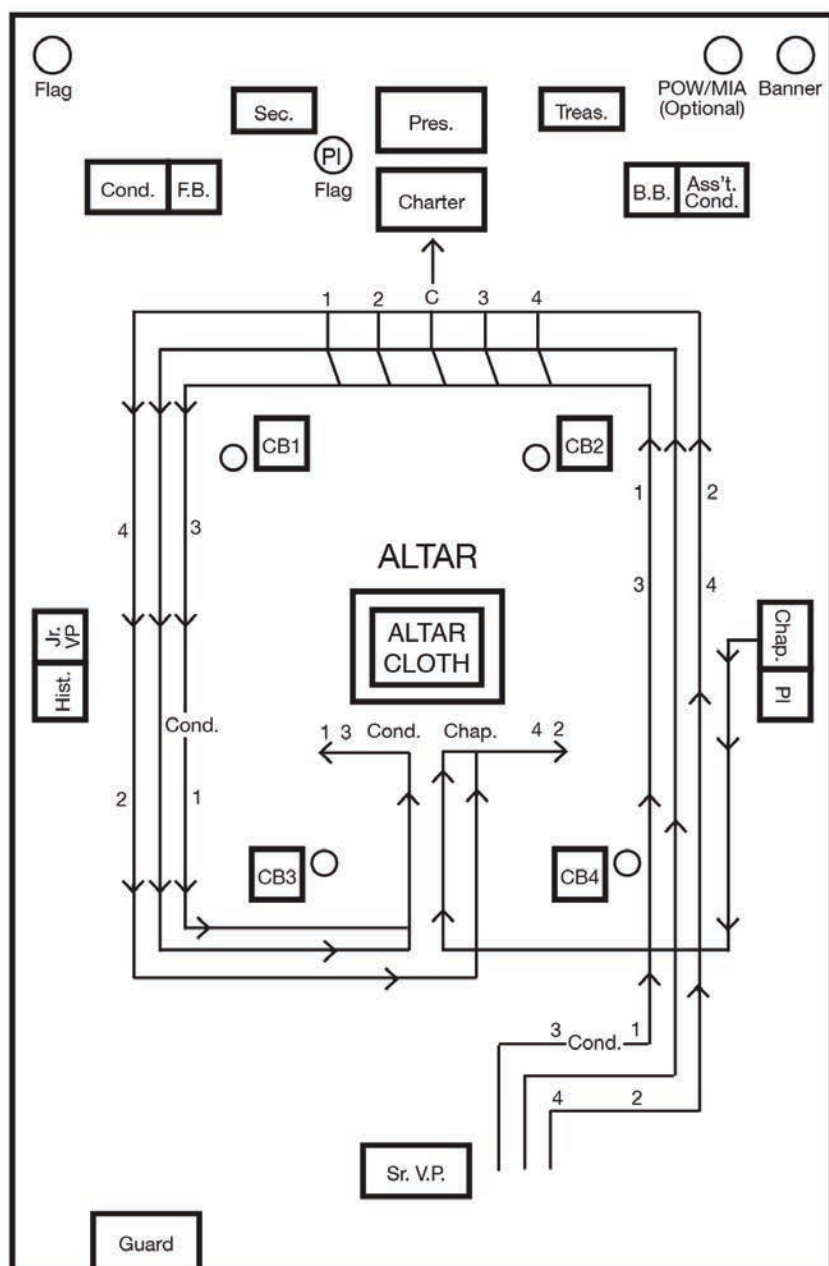 Flag
POW/MIA
(Optional)
Banner
Sec.
Pres.
Treas.
PI
Flag
Cond.
F.B.
Charter
B.B.
Ass't.
Cond.
1 2 C 3 4
CB1
CB2
1
2
4
3
ALTAR
3
4
ALTAR
CLOTH
Jr.
VP
Hist.
Chap.
PI
Cond.
1 3 Cond.
Chap. 4 2
2
1
CB3
CB4
3 Cond. 1
4 2
Sr. V.P.
Guard